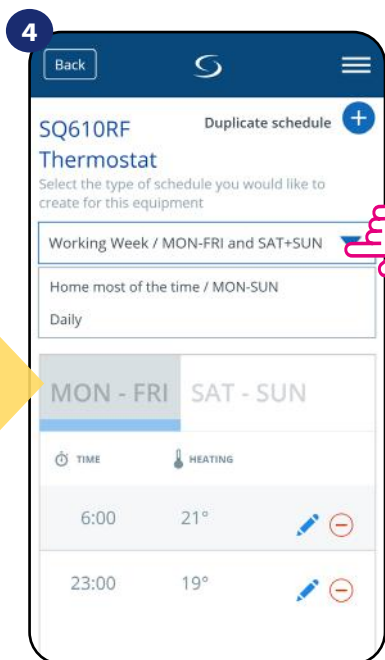 4
Back
SQ610RF
Thermostat
Duplicate schedule
Select the type of schedule you would like to
create for this equipment
Working Week / MON-FRI and SAT+SUN
Home most of the time / MON-SUN
Daily
MON - FRI SAT - SUN
TIME HEATING
6:00 21°
23:00 19°